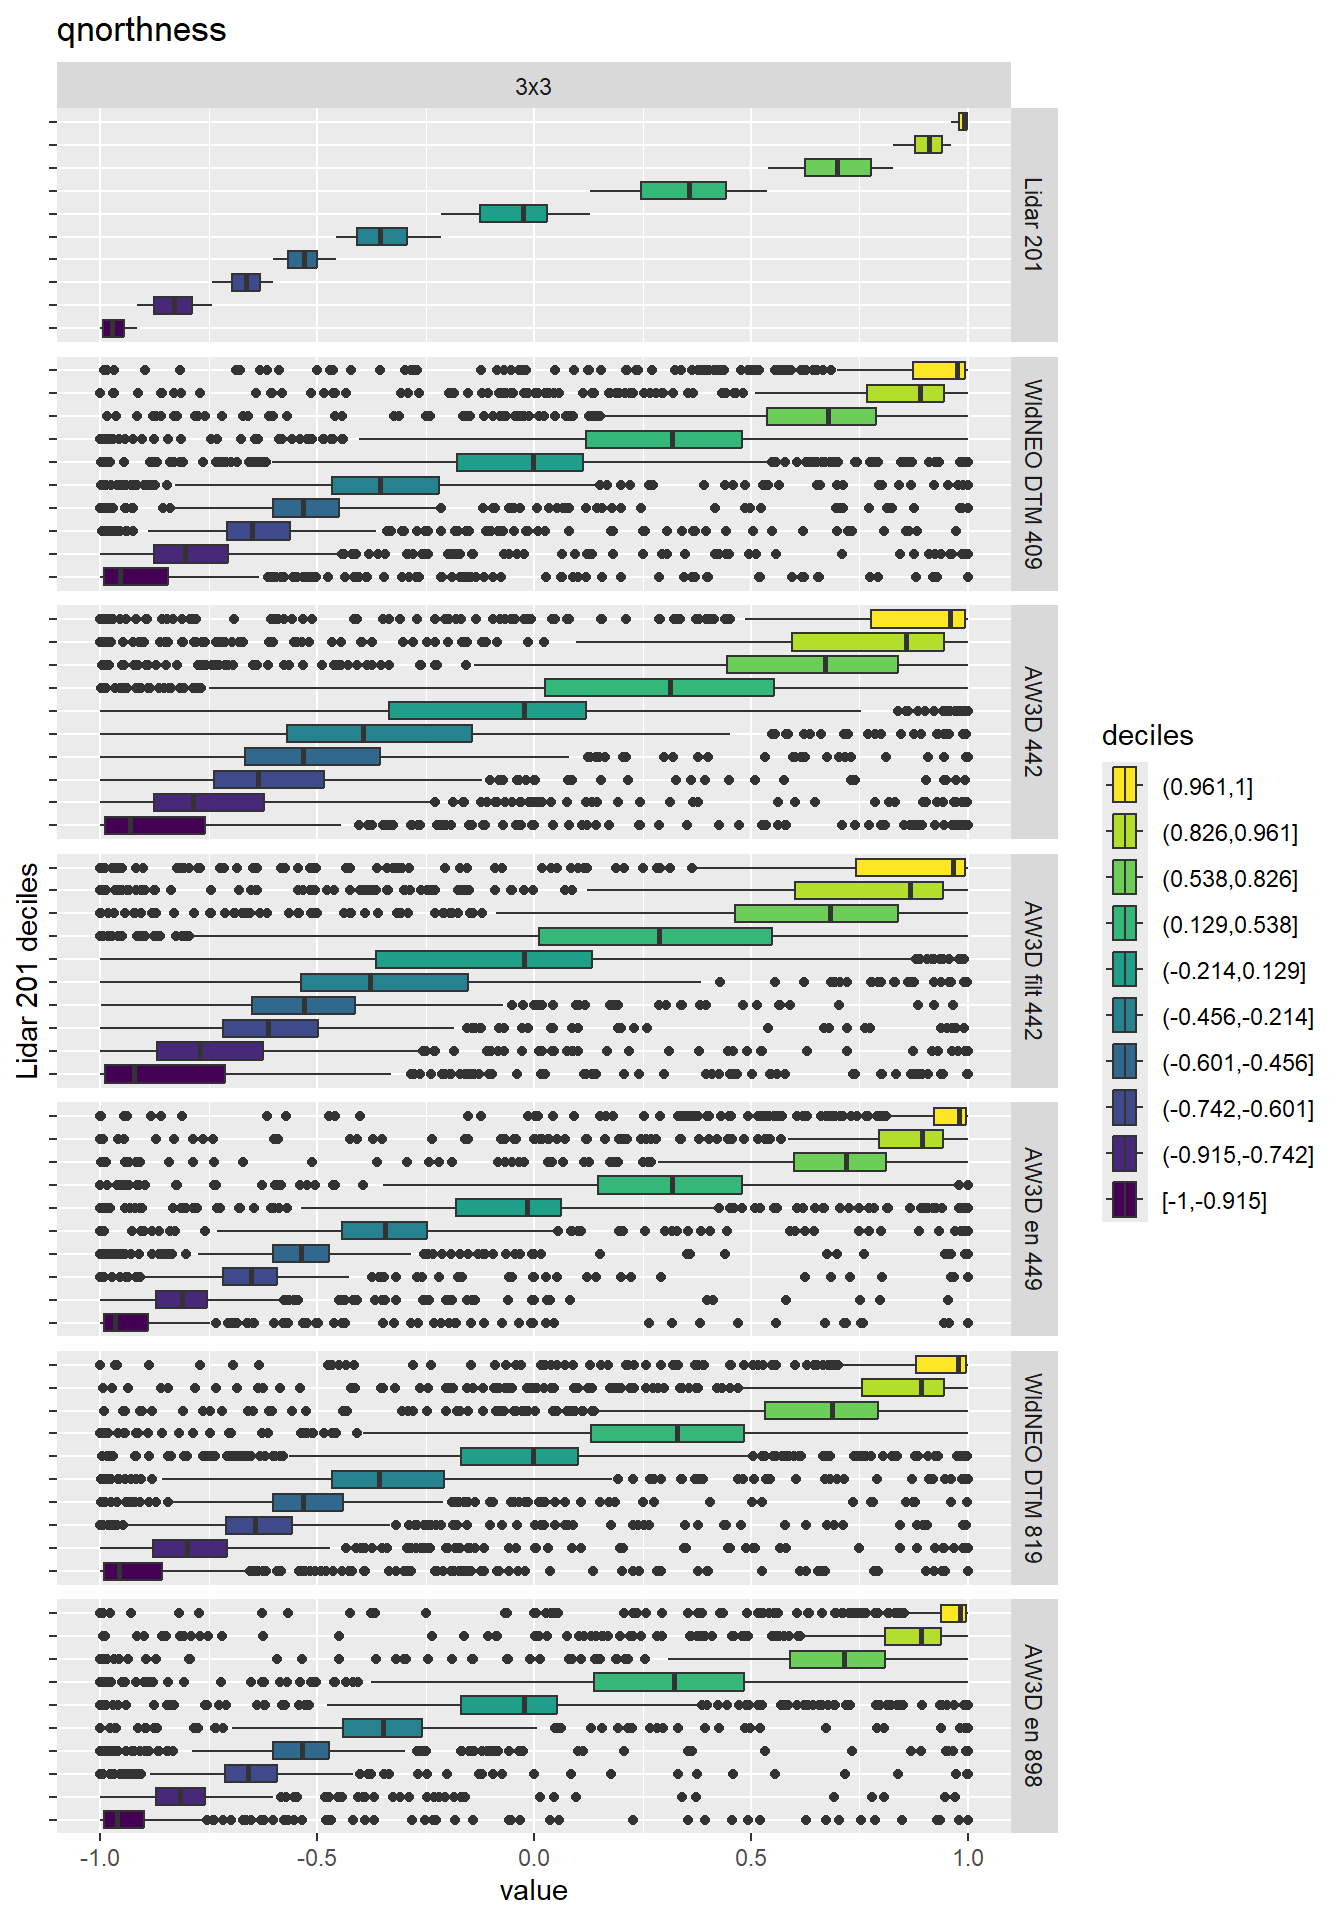 qnorthness
3x3
Lidar 201
WldNEO DTM 409
AW3D 442
AW3D filt 442
AW3D en 449
WldNEO DTM 819
AW3D en 898
Lidar 201 deciles
-1.0
-0.5
0.0
0.5
1.0
value
deciles
(0.961,1]
(0.826,0.961]
(0.538,0.826]
(0.129,0.538]
(-0.214,0.129]
(-0.456,-0.214]
(-0.601,-0.456]
(-0.742,-0.601]
(-0.915,-0.742]
[-1,-0.915]